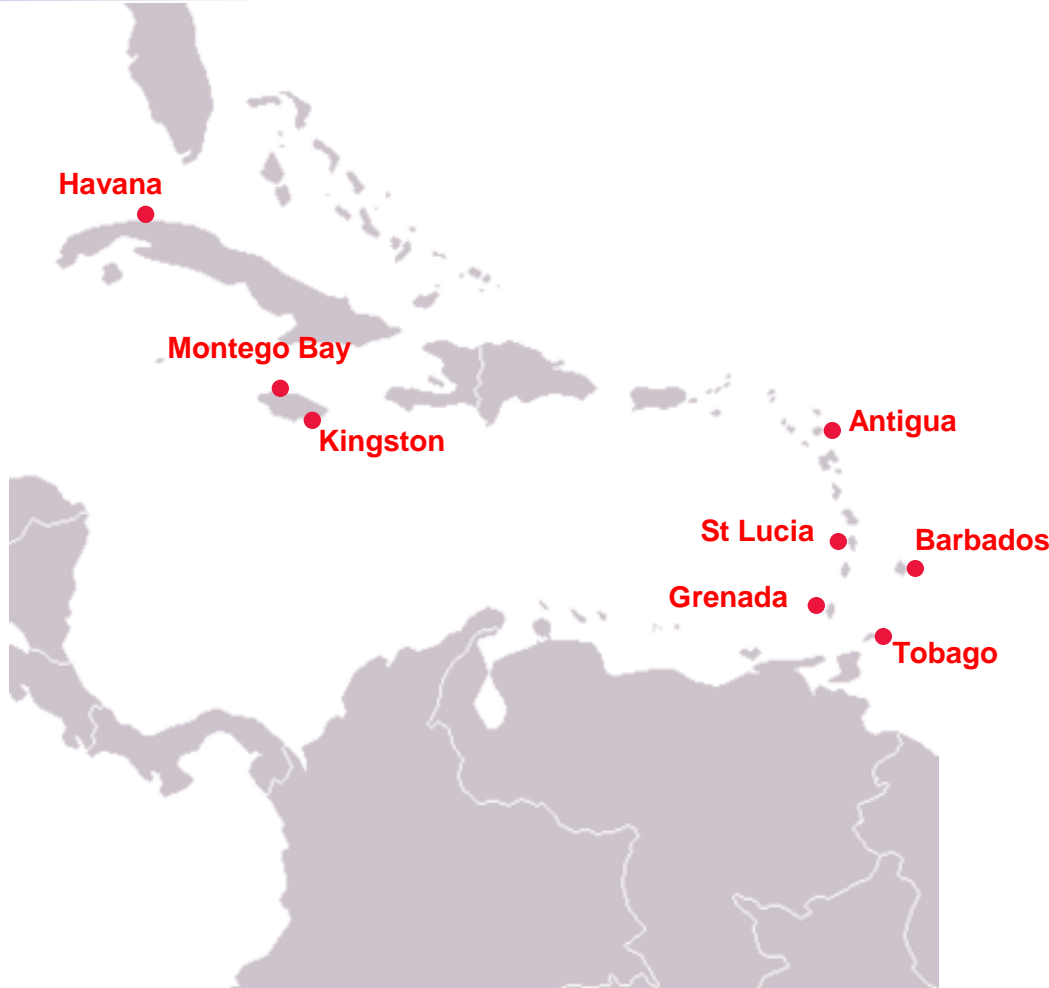 Havana
Montego Bay
Kingston
Antigua
St Lucia
Barbados
Grenada
Tobago